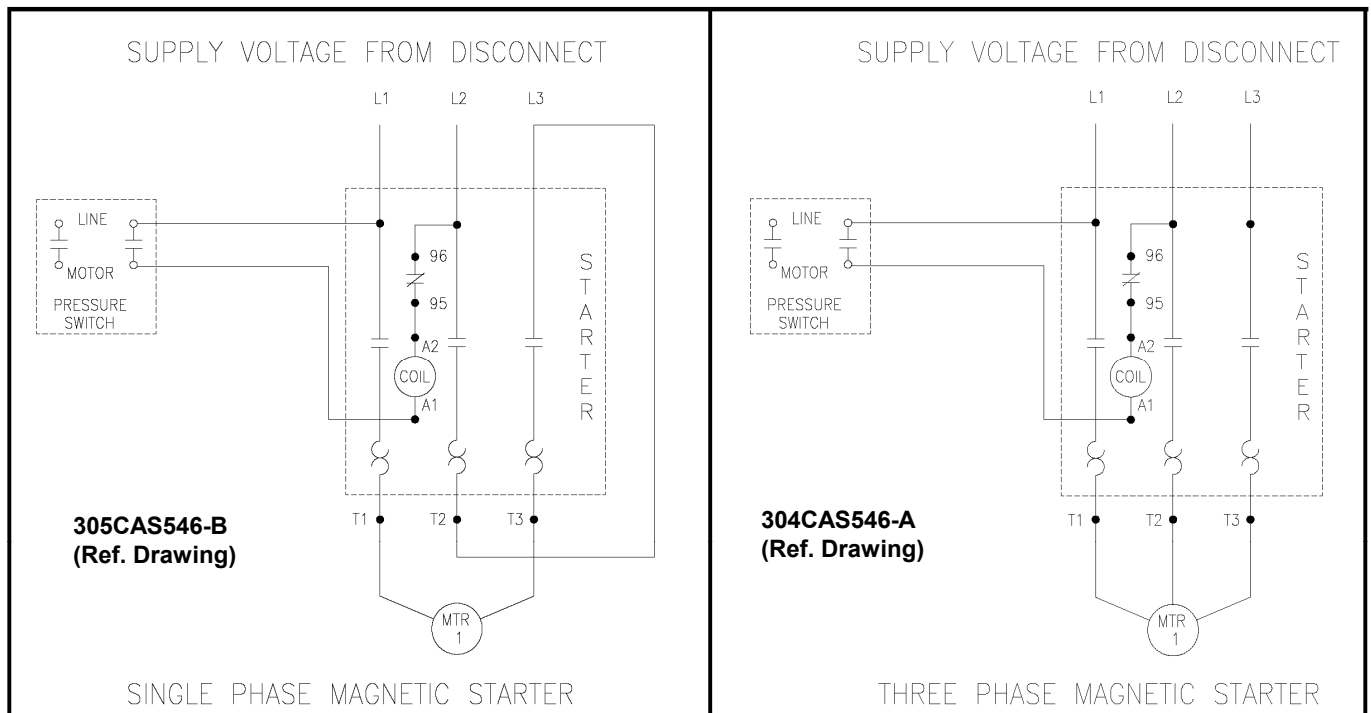 SUPPLY VOLTAGE FROM DISCONNECT
L1 L2 L3
LINE
MOTOR
PRESSURE
SWITCH
96
95
A2
COIL
A1
STARTER
T1 T2 T3
305CAS546-B
(Ref. Drawing)
MTR
1
SINGLE PHASE MAGNETIC STARTER
SUPPLY VOLTAGE FROM DISCONNECT
L1 L2 L3
LINE
MOTOR
PRESSURE
SWITCH
96
95
A2
COIL
A1
STARTER
T1 T2 T3
304CAS546-A
(Ref. Drawing)
MTR
1
THREE PHASE MAGNETIC STARTER